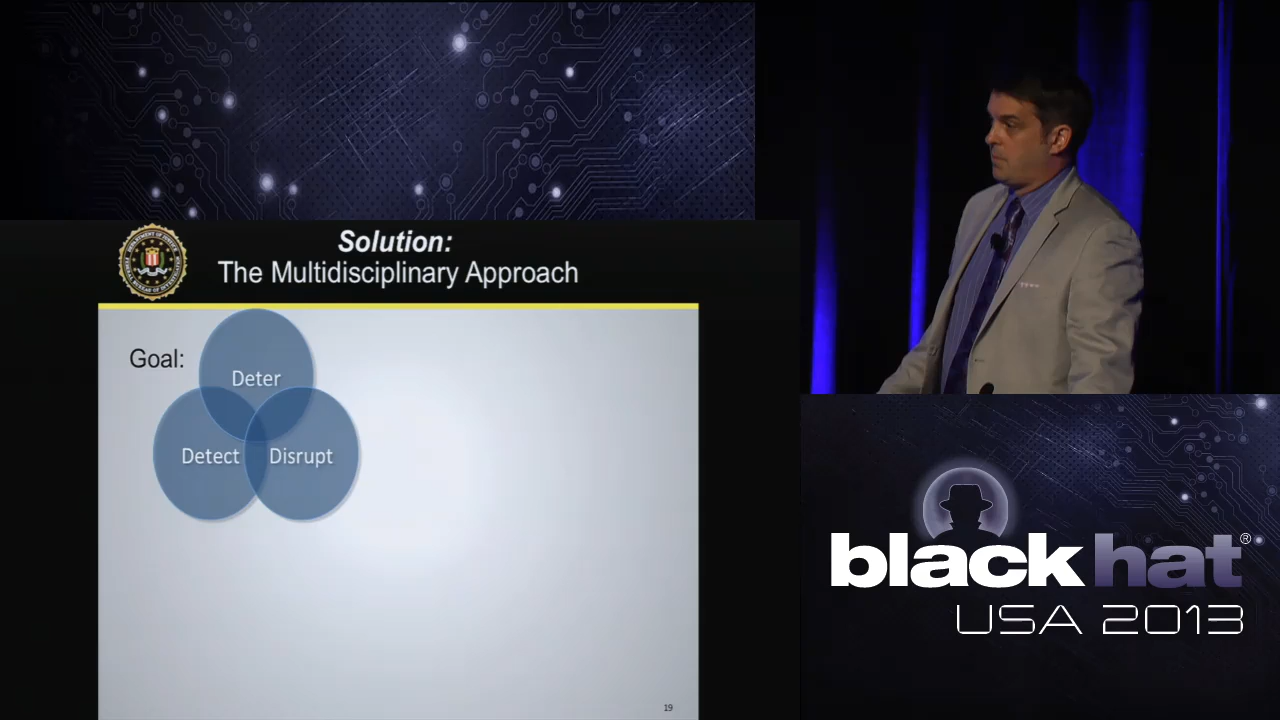 Solution:
The Multidisciplinary Approach
Goal:
Deter
Detect
Disrupt
19
black hat®
USA 2013